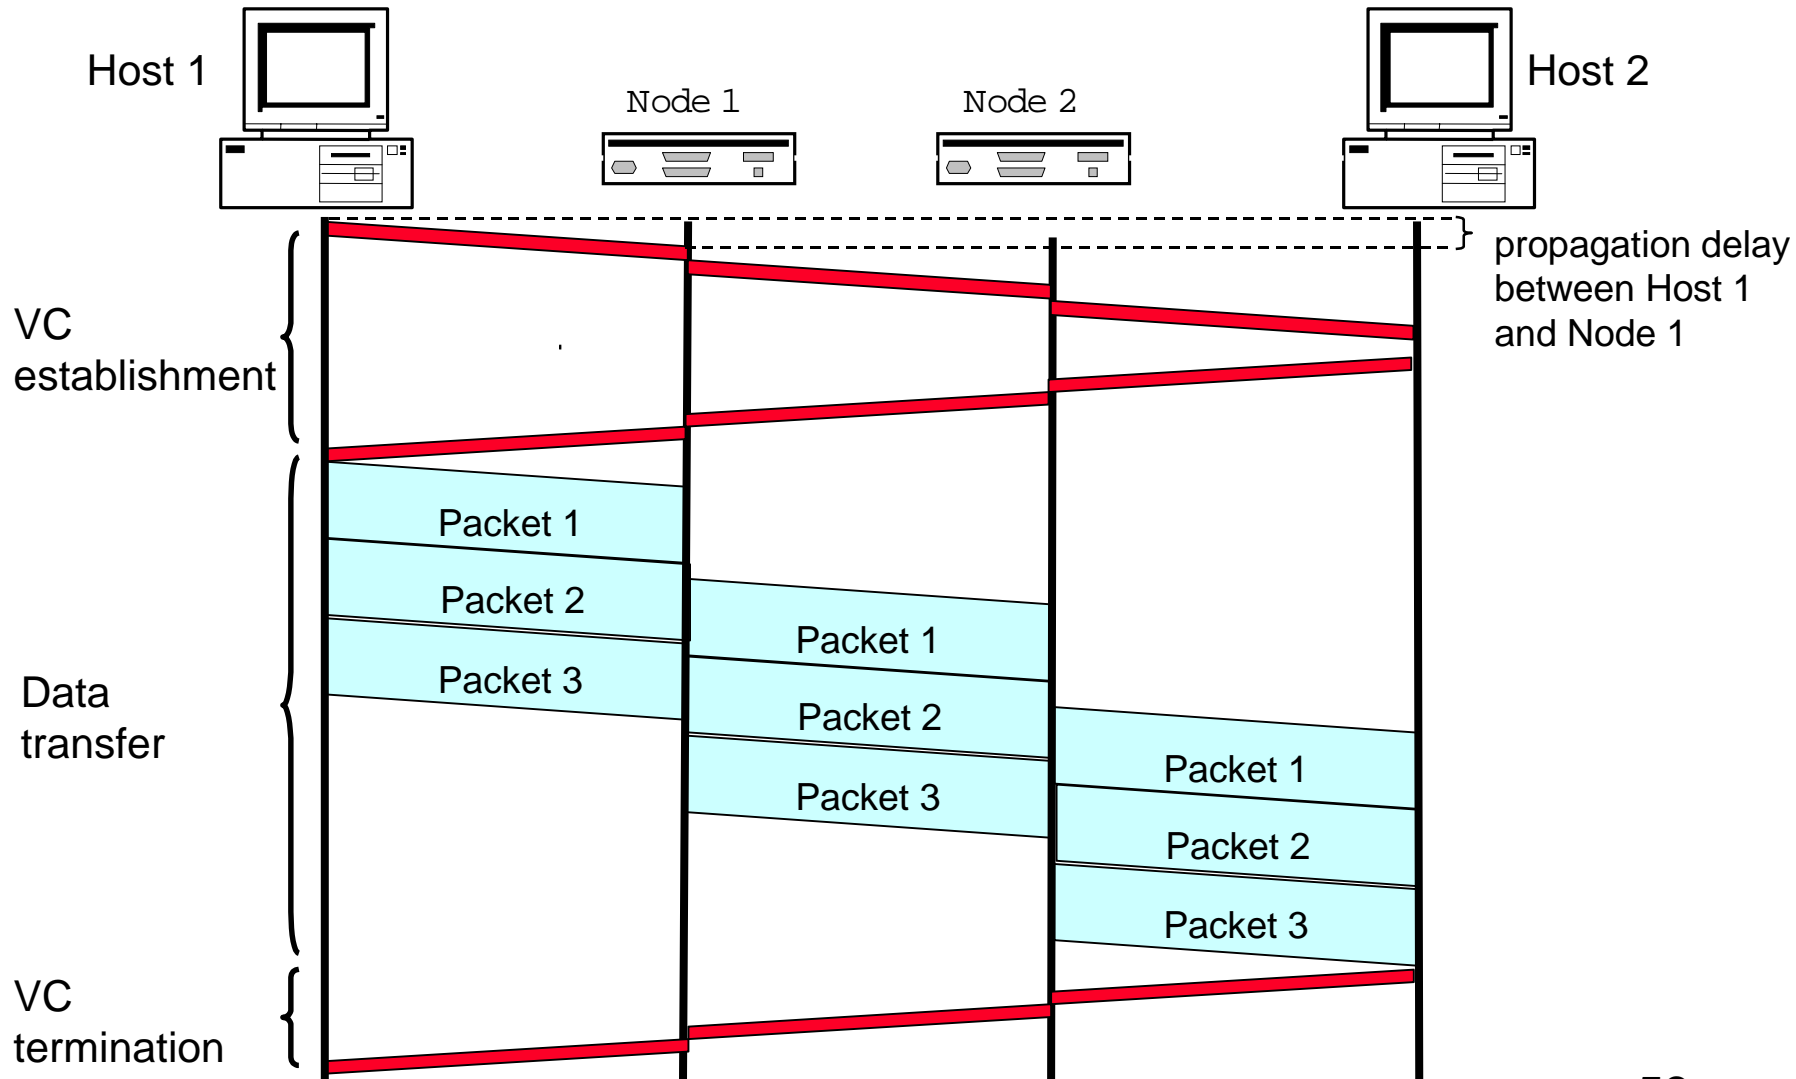 Host 1
Node 1
Node 2
Host 2
propagation delay
between Host 1
and Node 1
VC
establishment
Packet 1
Packet 2
Packet 3
Packet 1
Packet 2
Packet 3
Packet 1
Packet 2
Packet 3
Data
transfer
VC
termination